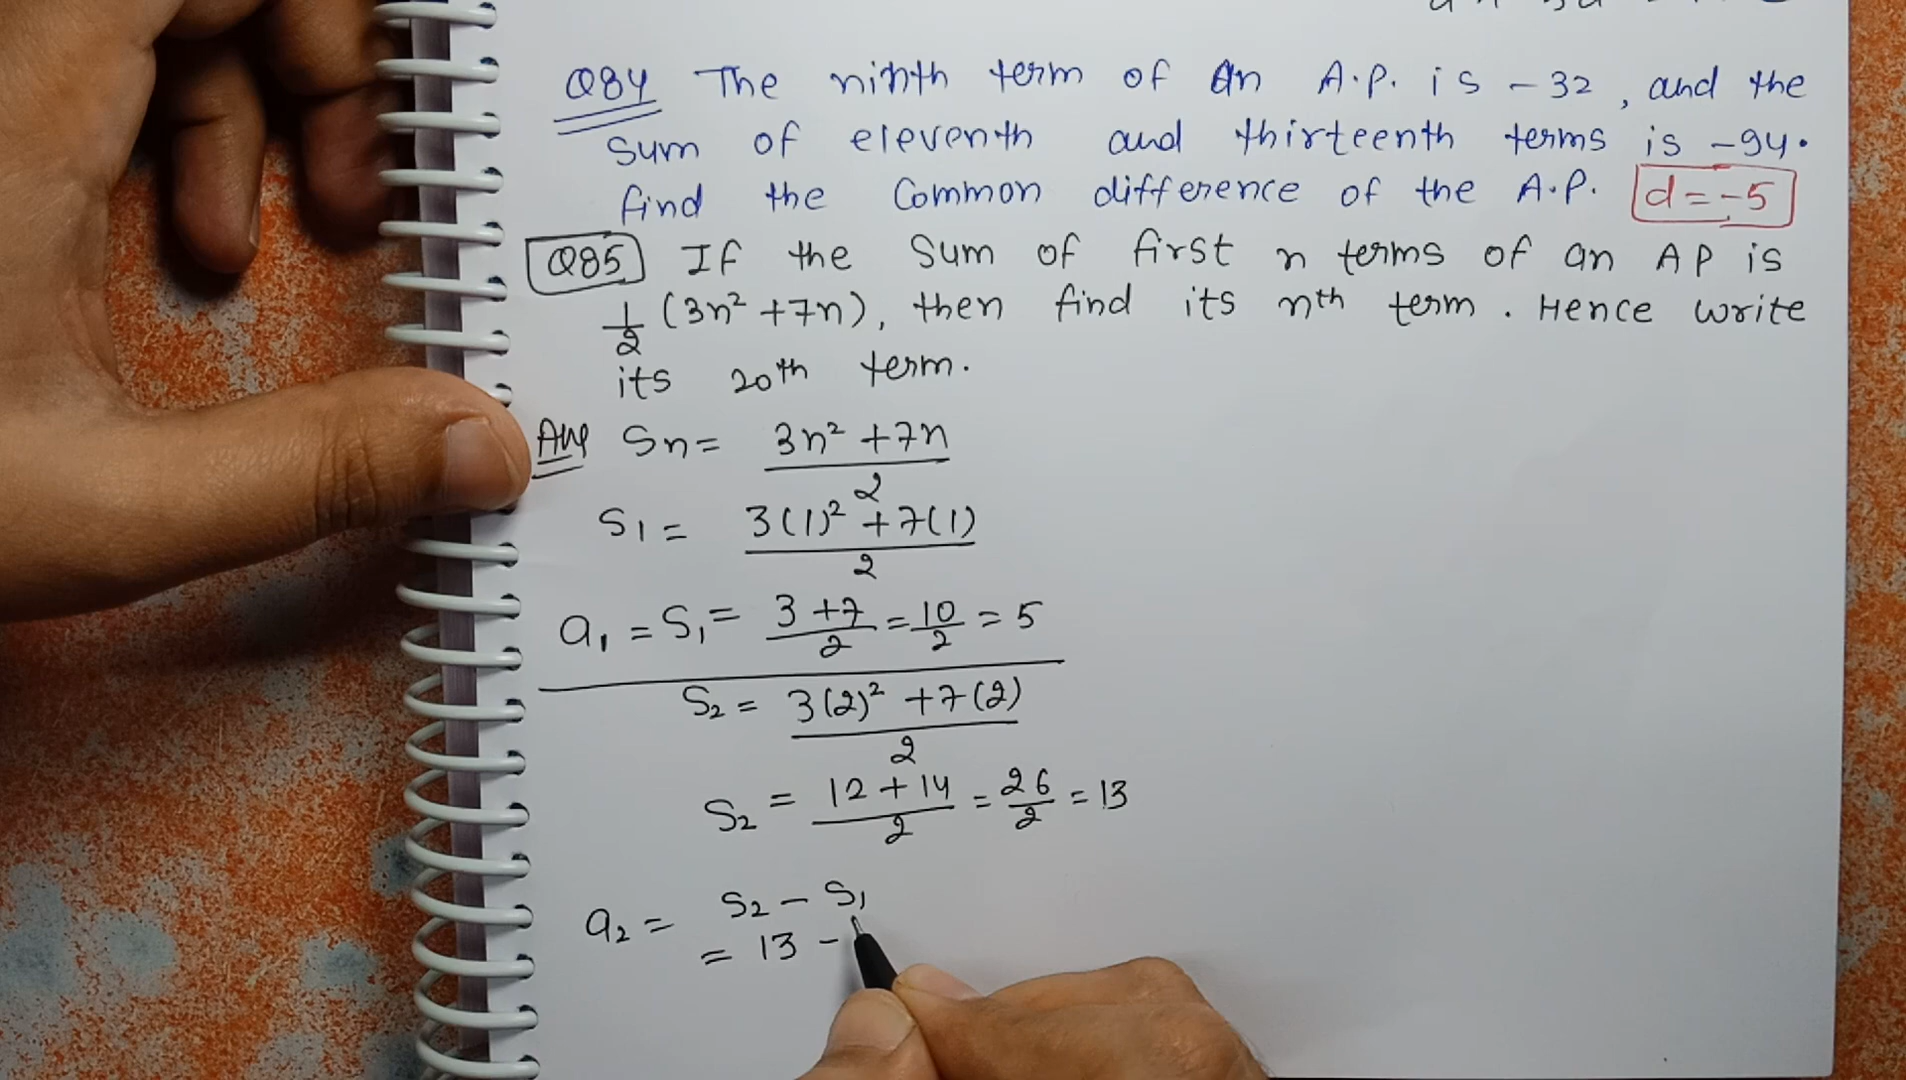 Q84 The ninth term of An A.P. is -32, and the
sum of eleventh and thirteenth terms is -94.
find the Common difference of the A.P. d = -5
Q85 If the Sum of first n terms of an AP is
1/2 (3n² + 7n), then find its nth term. Hence write
its 20th term.
Ans Sn = 3n² + 7n / 2
S1 = 3(1)² + 7(1) / 2
a₁ = S₁ = 3 + 7 / 2 = 10/2 = 5
S₂ = 3(2)² + 7(2) / 2
S₂ = 12 + 14 / 2 = 26/2 = 13
a₂ = S₂ - S₁
= 13 -